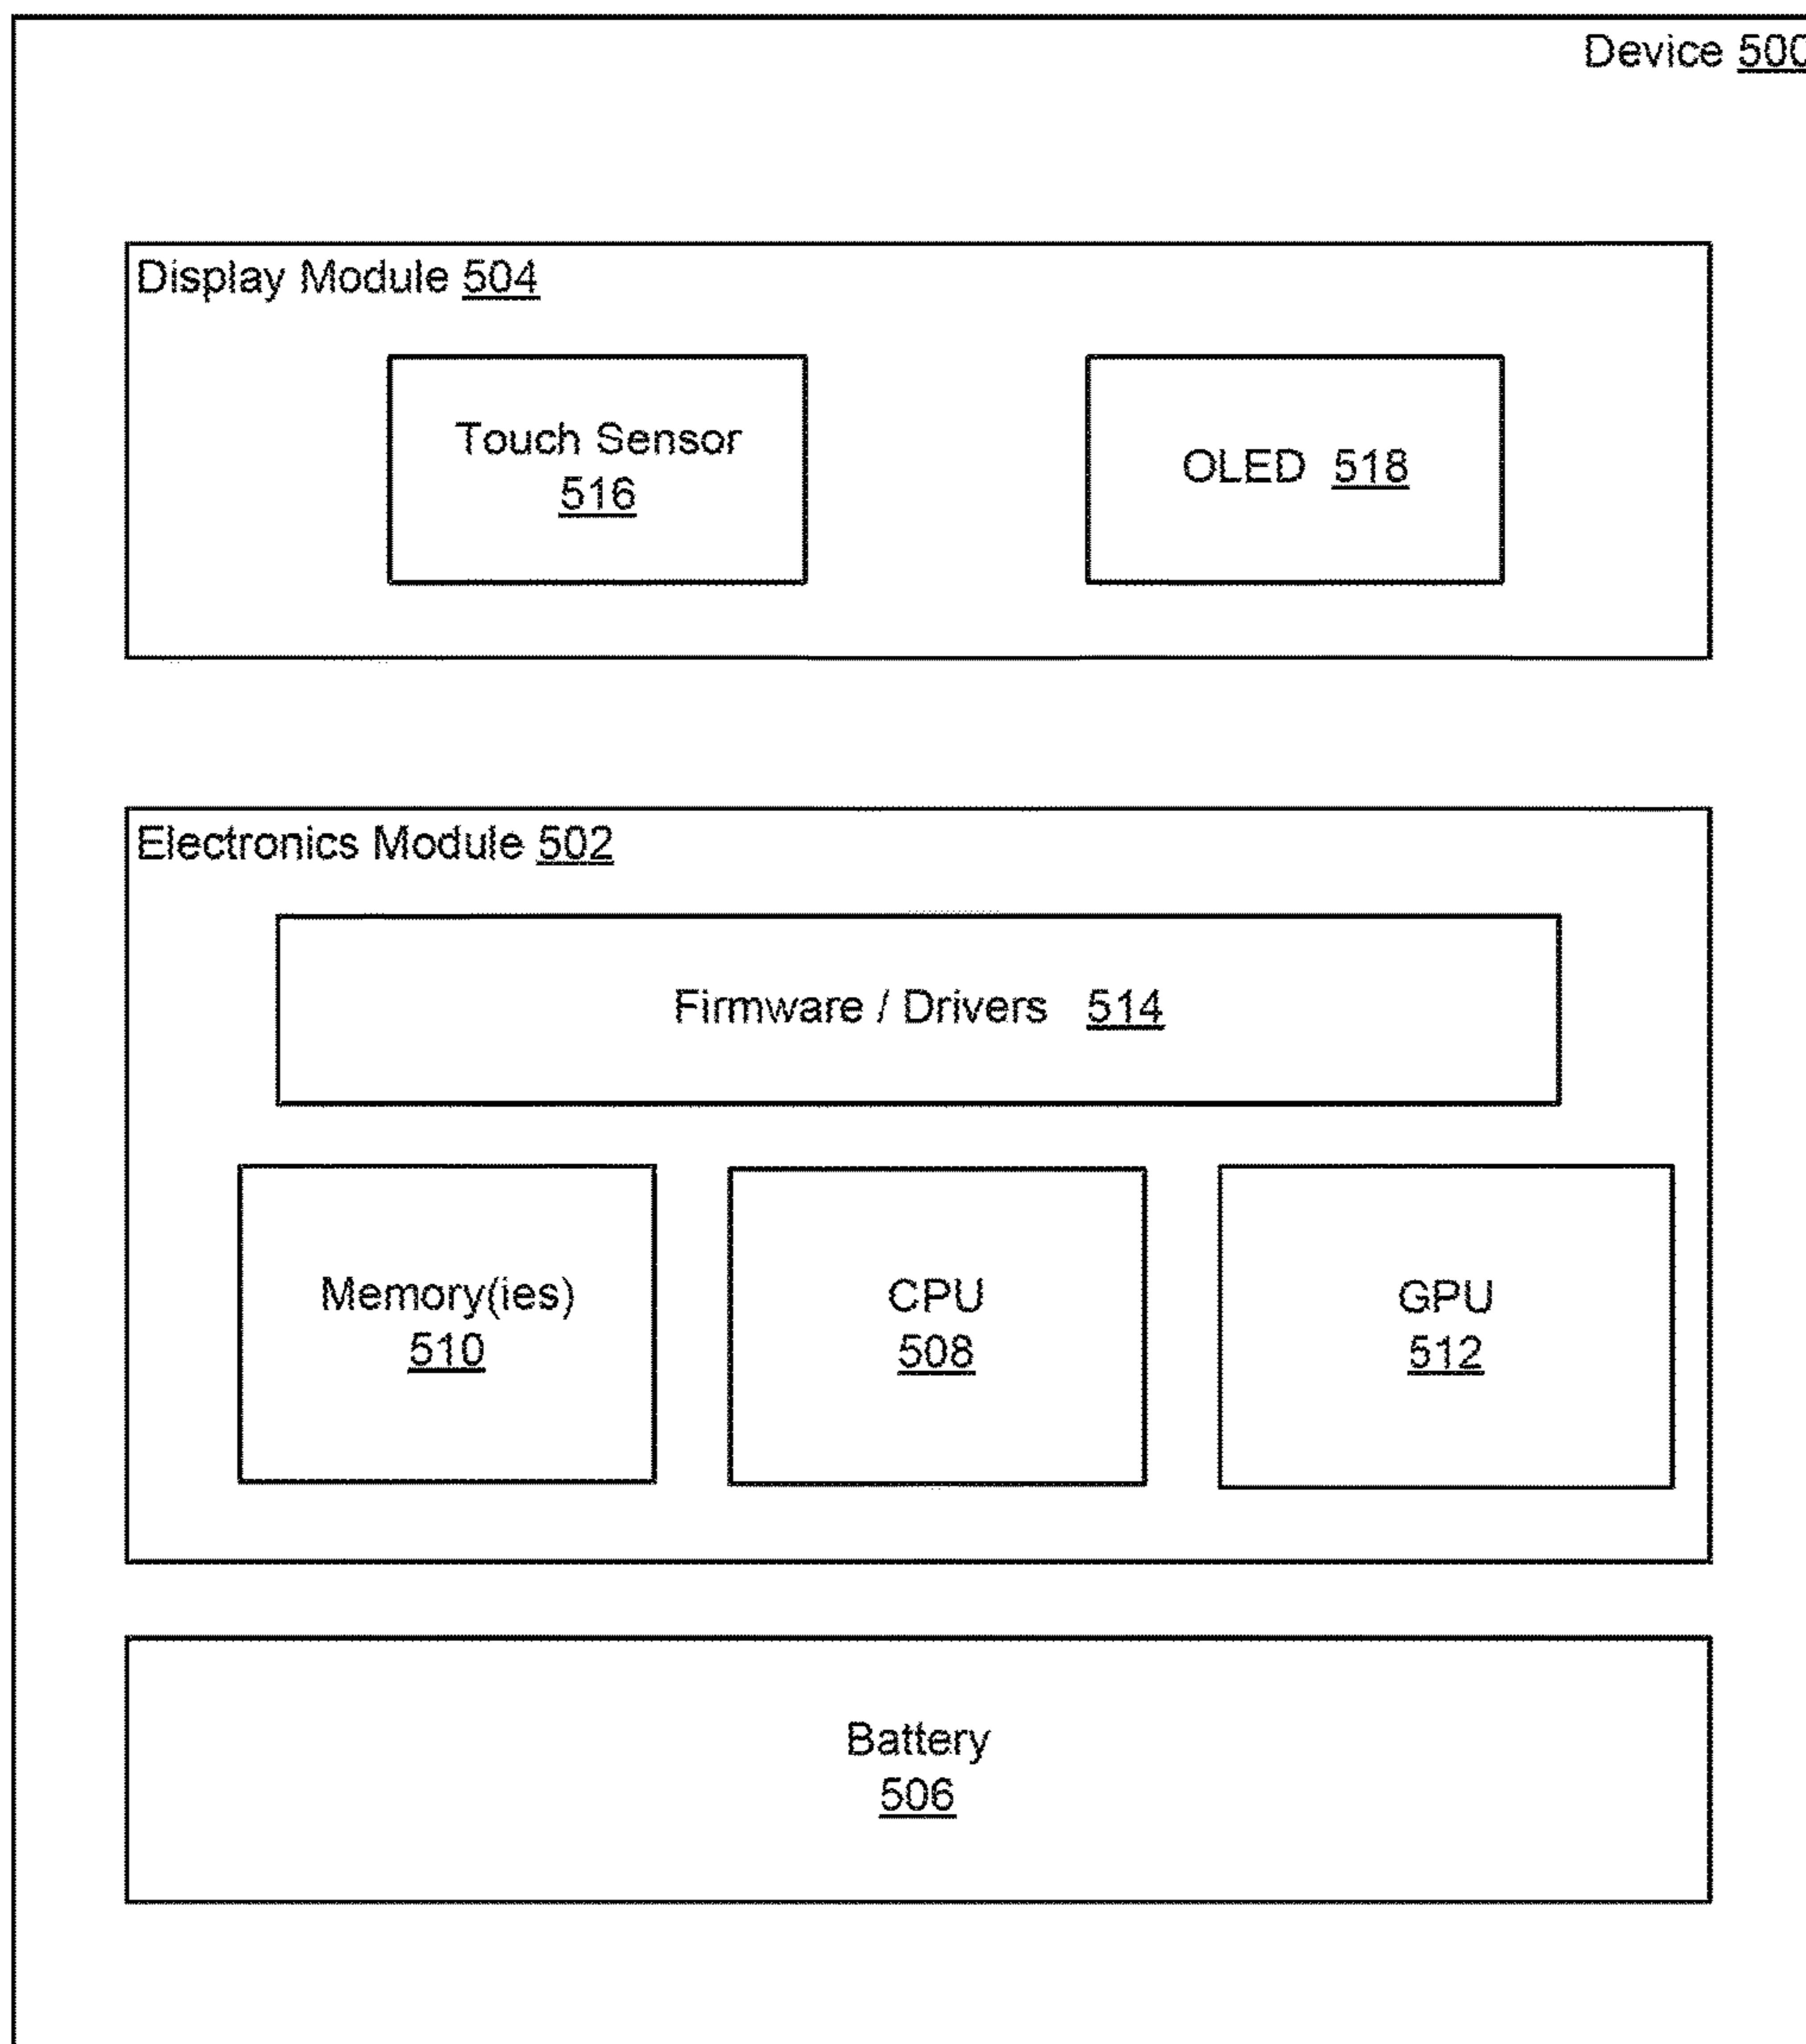 Device 500
Display Module 504
Touch Sensor
516
OLED 518
Electronics Module 502
Firmware / Drivers 514
Memory(ies)
510
CPU
508
GPU
512
Battery
506